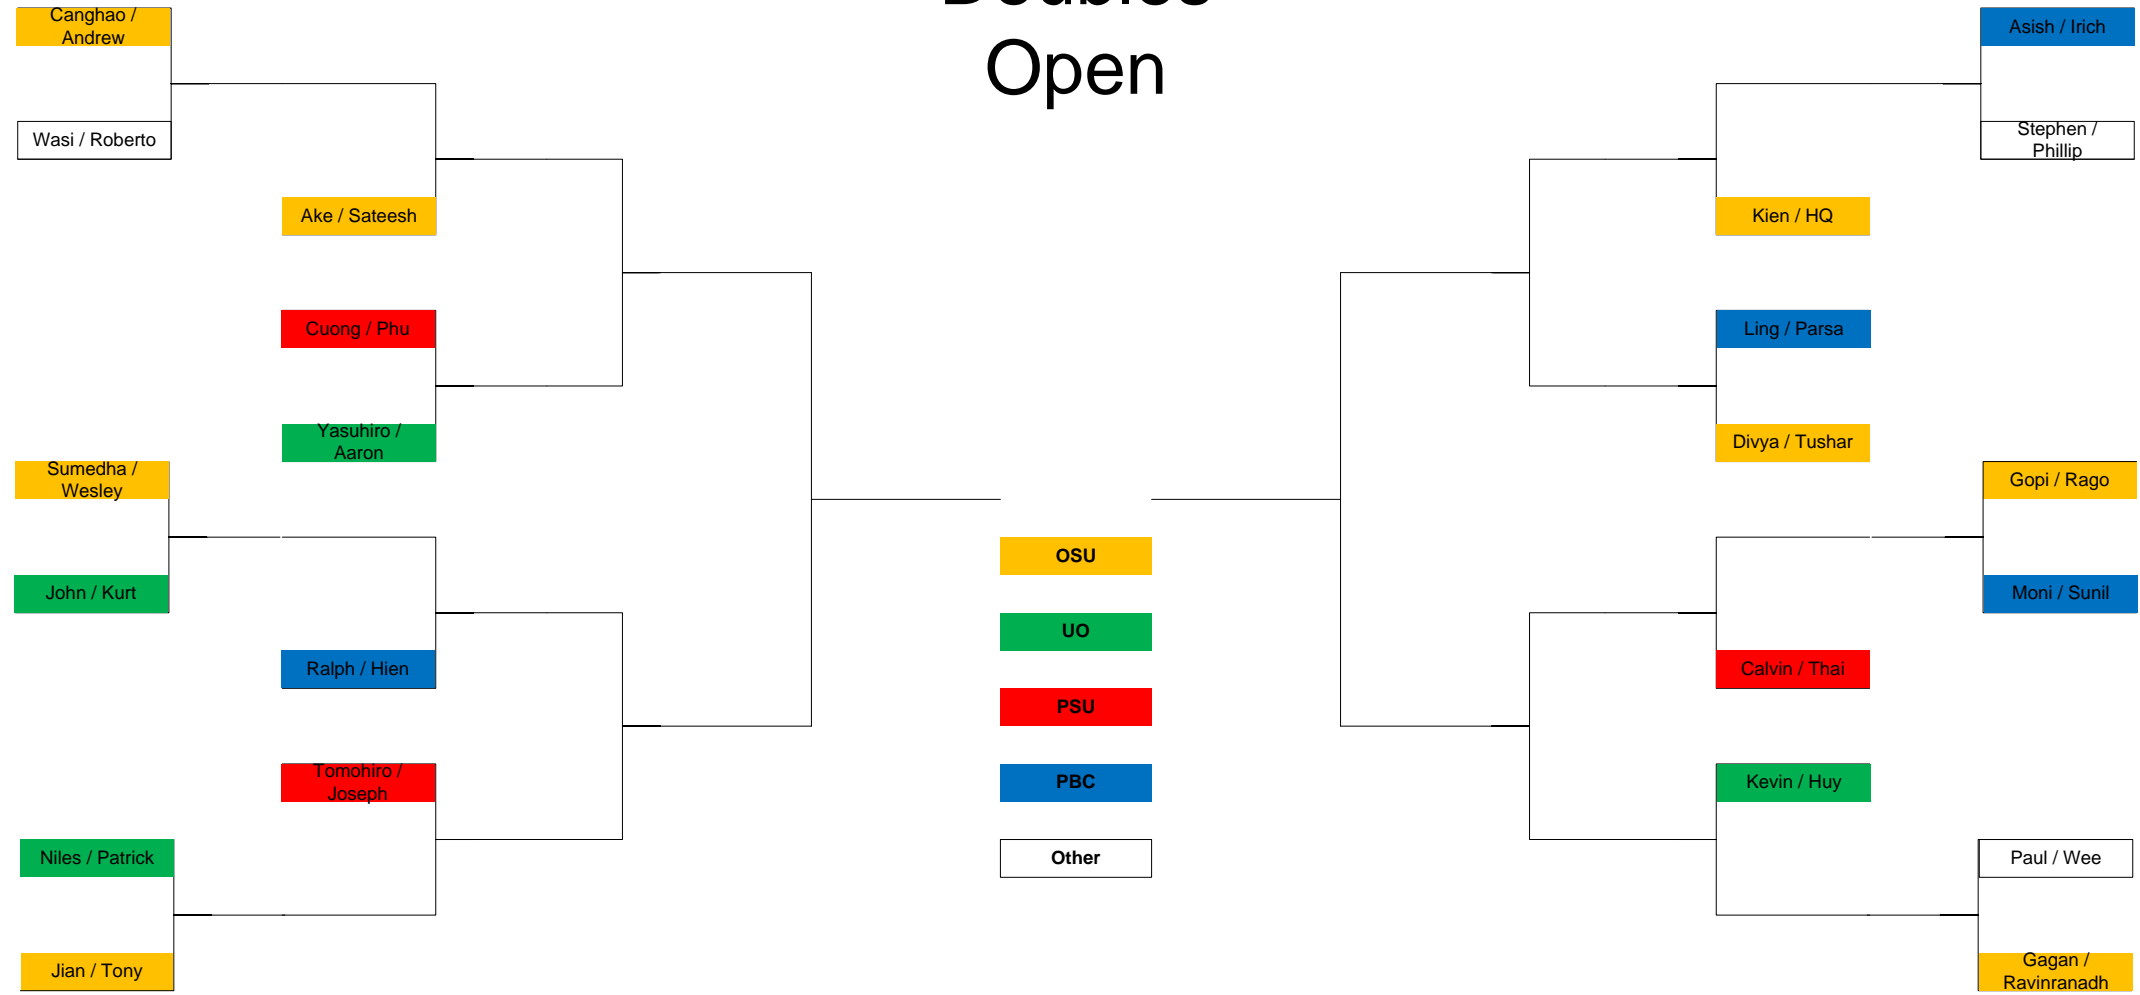 Doubles
Open
Canghao /
Andrew
Wasi / Roberto
Ake / Sateesh
Cuong / Phu
Yasuhiro /
Aaron
Sumedha /
Wesley
John / Kurt
Ralph / Hien
Tomohiro /
Joseph
Niles / Patrick
Jian / Tony
OSU
UO
PSU
PBC
Other
Asish / Irich
Stephen /
Phillip
Kien / HQ
Ling / Parsa
Divya / Tushar
Gopi / Rago
Moni / Sunil
Calvin / Thai
Kevin / Huy
Paul / Wee
Gagan /
Ravinranadh